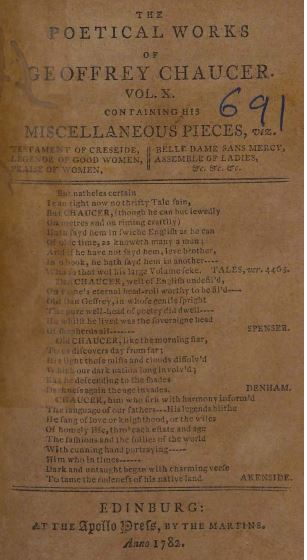 THE
POETICAL WORKS
OF
GEOFFREY CHAUCER.
VOL. X.
CONTAINING HIS
691
MISCELLANEOUS PIECES, viz.
TESTAMENT OF CRESEIDE,
LEGENDE OF GOOD WOMEN,
PRAISE OF WOMEN,
BELLE DAME SANS MERCY,
ASSEMBLE OF LADIES,
&c. &c. &c.
But natheles certain
I can right now no thrifty Tale sain,
But CHAUCER, (though he can but lewedly
On metres and on riming craftily)
Hath sayd hem in swiche English as he can
Of olde time, as knoweth many a man;
And if he have not sayd hem, leve brother,
In o book, he hath sayd hem in another----
Who so that wol his large Volume seke. TALES, ver. 4465.
Dan CHAUCER, well of English undefil'd,
On Fame's eternal head-roll worthy to be fil'd----
Old Dan Geffrey, in whose gentle spright
The pure well-head of poetry did dwell----
He whilst he lived was the sovereigne head
Of shepherds all------ SPENSER.
Old CHAUCER, like the morning star,
To us discovers day from far;
His light those mists and clouds dissolv'd
Which our dark nation long involv'd;
But he descending to the shades
Darkness again the age invades. DENHAM.
CHAUCER, him who first with harmony inform'd
The language of our fathers---His legends blithe
He sang of love or knighthood, or the wiles
Of homely life, thro' each estate and age
The fashions and the follies of the world
With cunning hand portraying-----
Him who in times------
Dark and untaught began with charming verse
To tame the rudeness of his native land. AKENSIDE.
EDINBURG:
AT THE Apollo Press, BY THE MARTINS.
Anno 1782.